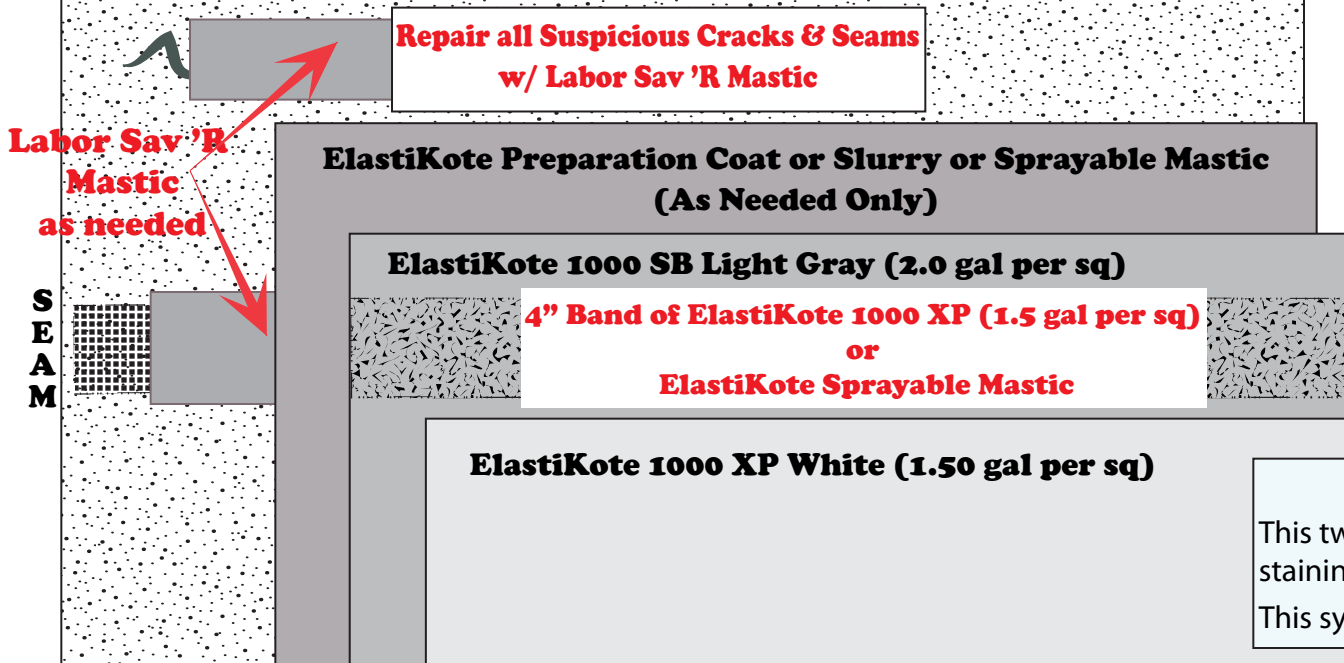 Repair all Suspicious Cracks & Seams
w/ Labor Sav ’R Mastic
Labor Sav ’R
Mastic
as needed
ElastiKote Preparation Coat or Slurry or Sprayable Mastic
(As Needed Only)
ElastiKote 1000 SB Light Gray (2.0 gal per sq)
S
E
A
M
4” Band of ElastiKote 1000 XP (1.5 gal per sq)
or
ElastiKote Sprayable Mastic
ElastiKote 1000 XP White (1.50 gal per sq)
This
This